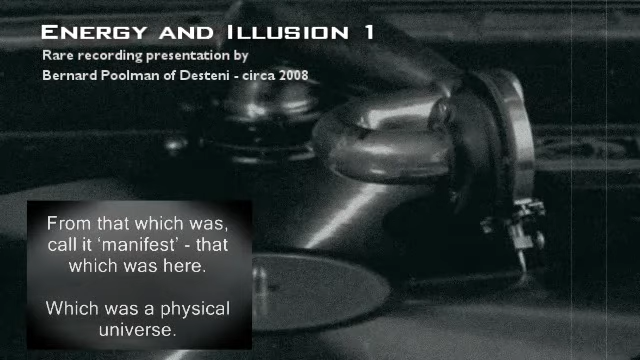 Energy and Illusion 1
Rare recording presentation by
Bernard Poolman of Desteni - circa 2008
From that which was,
call it 'manifest' - that
which was here.
Which was a physical
universe.